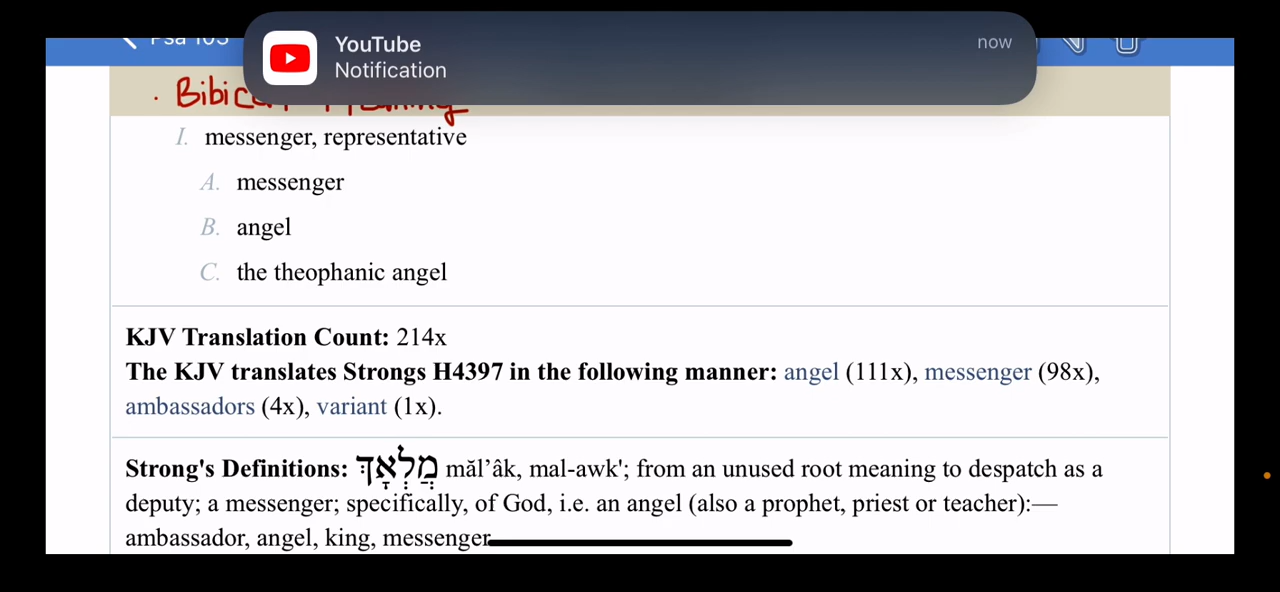 Psa 103
YouTube
now
Notification
I. messenger, representative
A. messenger
B. angel
C. the theophanic angel
KJV Translation Count: 214x
The KJV translates Strongs H4397 in the following manner: angel (111x), messenger (98x),
ambassadors (4x), variant (1x).
Strong's Definitions: מֲלְאָךְ mălʼâk, mal-awk'; from an unused root meaning to despatch as a
deputy; a messenger; specifically, of God, i.e. an angel (also a prophet, priest or teacher):—
ambassador, angel, king, messenger